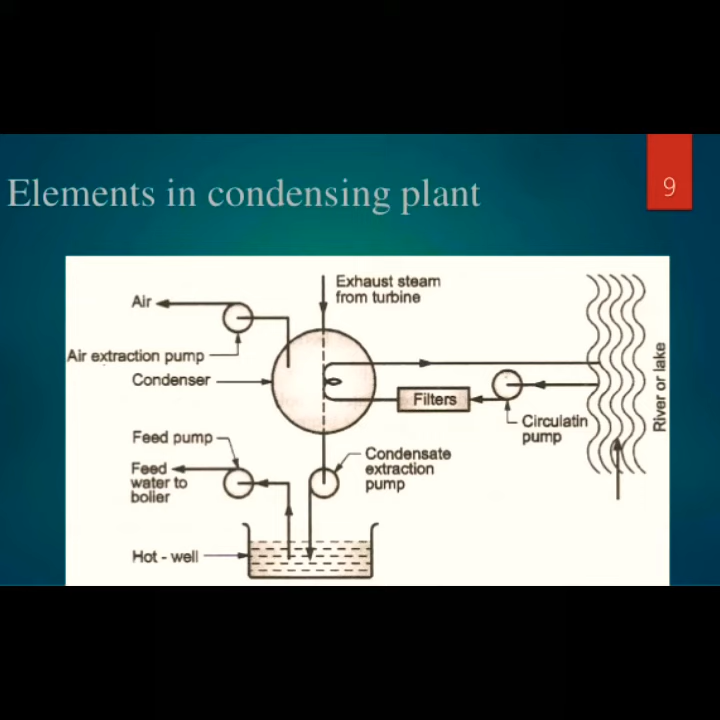 Elements in condensing plant
9
Exhaust steam
from turbine
Air
Air extraction pump
Condenser
Filters
Circulatin
pump
River or lake
Feed pump
Feed
water to
boller
Condensate
extraction
pump
Hot - well